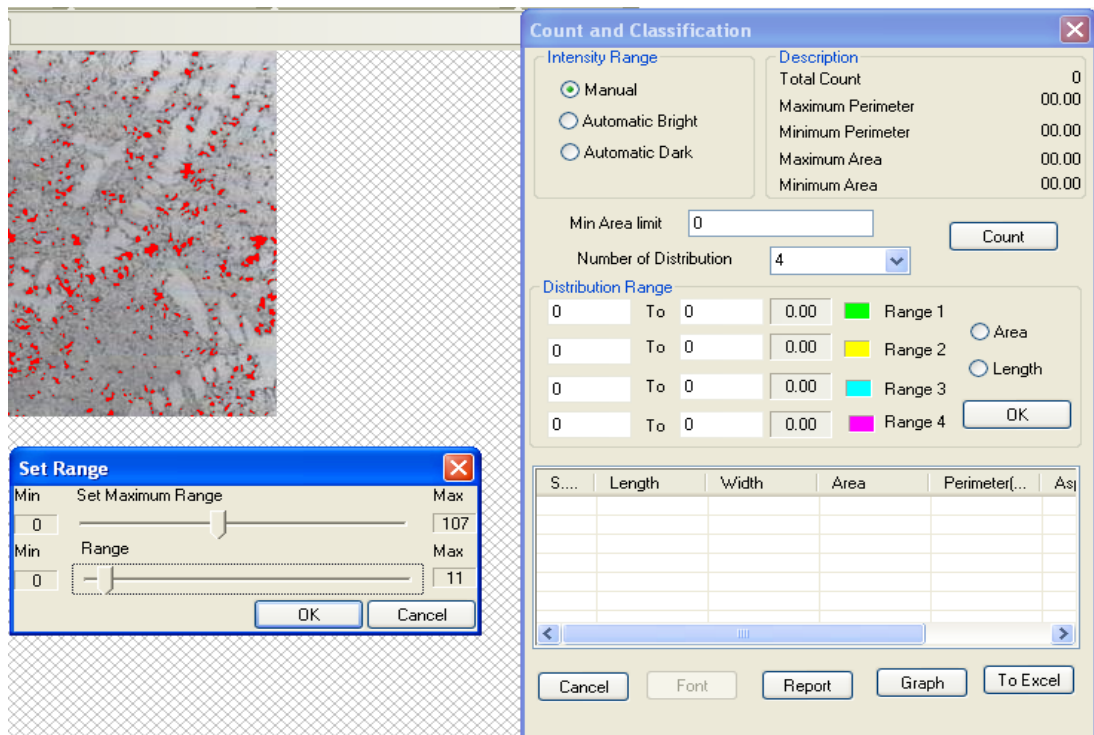 Count and Classification
Intensity Range
Manual
Automatic Bright
Automatic Dark
Description
Total Count 0
Maximum Perimeter 00.00
Minimum Perimeter 00.00
Maximum Area 00.00
Minimum Area 00.00
Min Area limit 0
Count
Number of Distribution 4
Distribution Range
0 To 0 0.00 Range 1
0 To 0 0.00 Range 2
0 To 0 0.00 Range 3
0 To 0 0.00 Range 4
Area
Length
OK
S.... Length Width Area Perimeter(... Asp
Cancel Font Report Graph To Excel
Set Range
Min Set Maximum Range Max
0 107
Min Range Max
0 11
OK Cancel